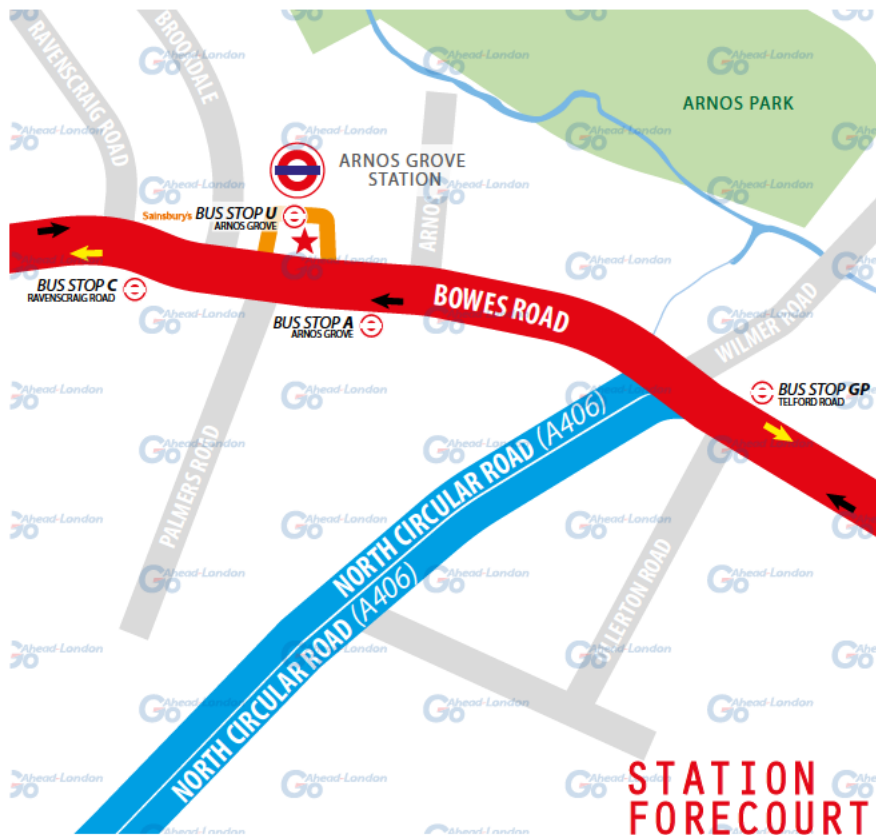 RAVENSCRAIG ROAD
BROOKDALE
ARNOS PARK
ARNOS GROVE
STATION
Sainsbury's
BUS STOP U
ARNOS GROVE
ARNOS
BUS STOP C
RAVENSCRAIG ROAD
BUS STOP A
ARNOS GROVE
BOWES ROAD
WILMER ROAD
BUS STOP GP
TELFORD ROAD
PALMERS ROAD
NORTH CIRCULAR ROAD (A406)
NORTH CIRCULAR ROAD (A406)
ROAD
STATION
FORECOURT
Go Ahead-London